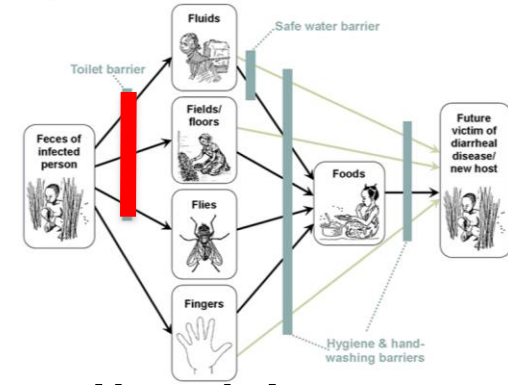 Fluids
Safe water barrier
Toilet barrier
Fields/
floors
Feces of
infected
person
Future
victim of
diarrheal
disease/
new host
Foods
Flies
Fingers
Hygiene & hand-
washing barriers